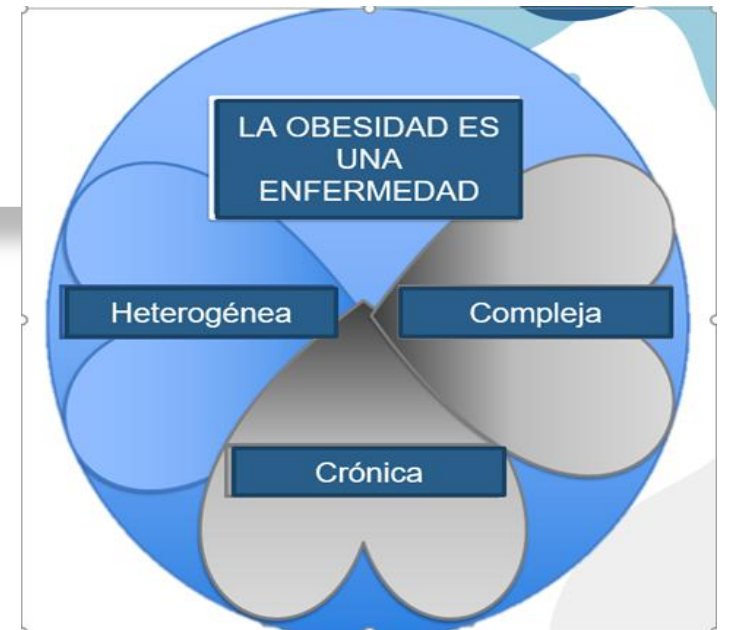 LA OBESIDAD ES
UNA
ENFERMEDAD
Heterogénea
Compleja
Crónica